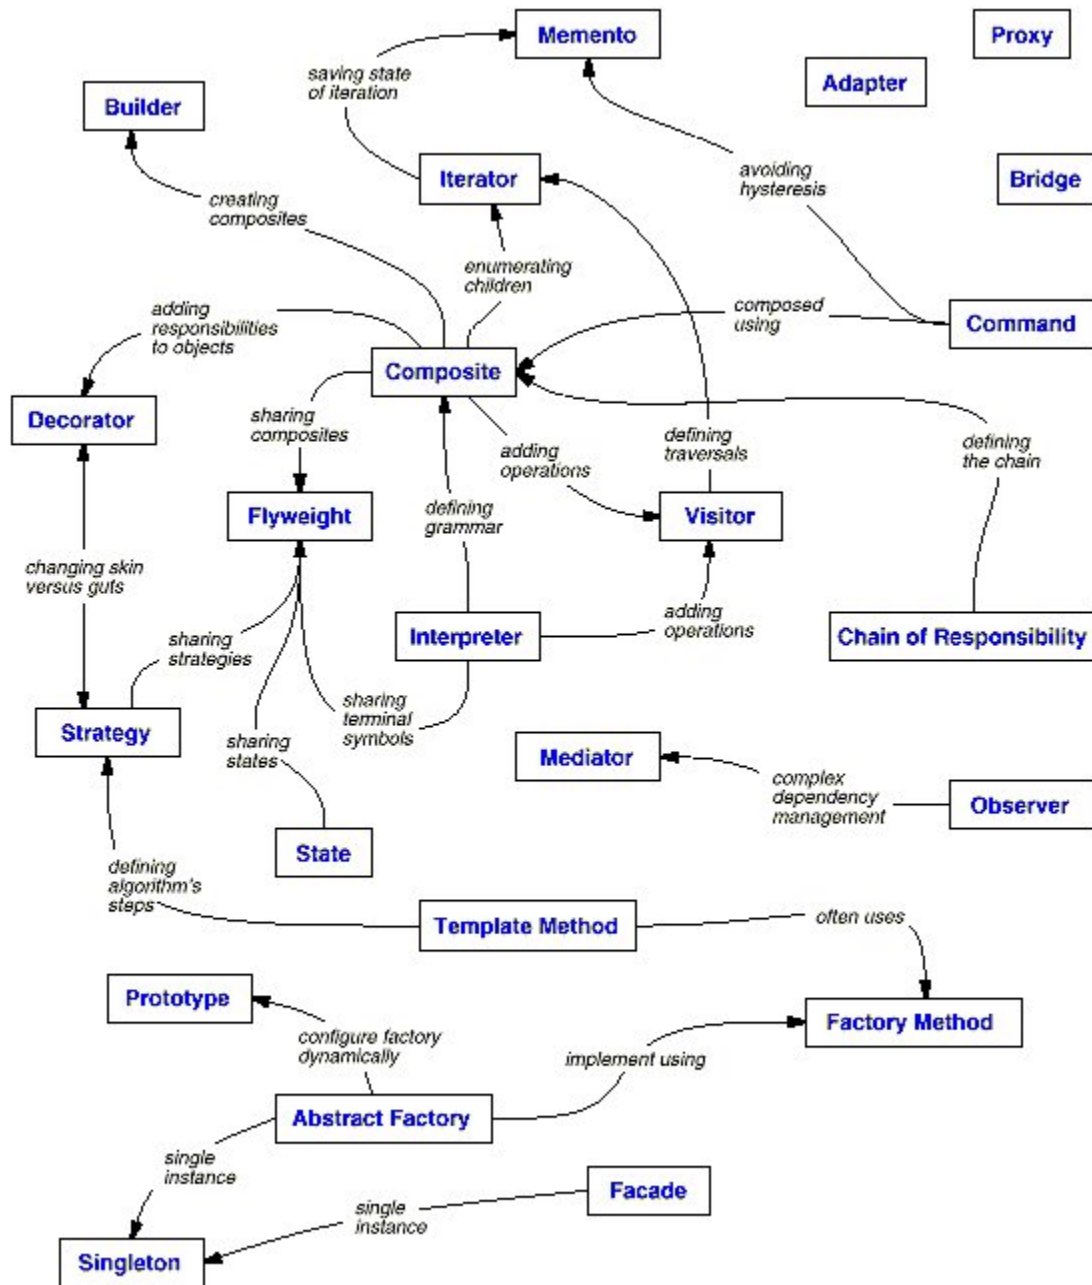 Memento
Proxy
saving state
of iteration
Adapter
Builder
avoiding
hysteresis
Iterator
Bridge
creating
composites
enumerating
children
adding
responsibilities
to objects
composed
using
Command
Composite
Decorator
sharing
composites
adding
operations
defining
traversals
defining
the chain
Flyweight
defining
grammar
Visitor
changing skin
versus guts
adding
operations
Interpreter
Chain of Responsibility
sharing
strategies
sharing
terminal
symbols
Strategy
sharing
states
Mediator
complex
dependency
management
Observer
State
defining
algorithm's
steps
Template Method
often uses
Prototype
Factory Method
configure factory
dynamically
implement using
Abstract Factory
single
instance
Facade
single
instance
Singleton